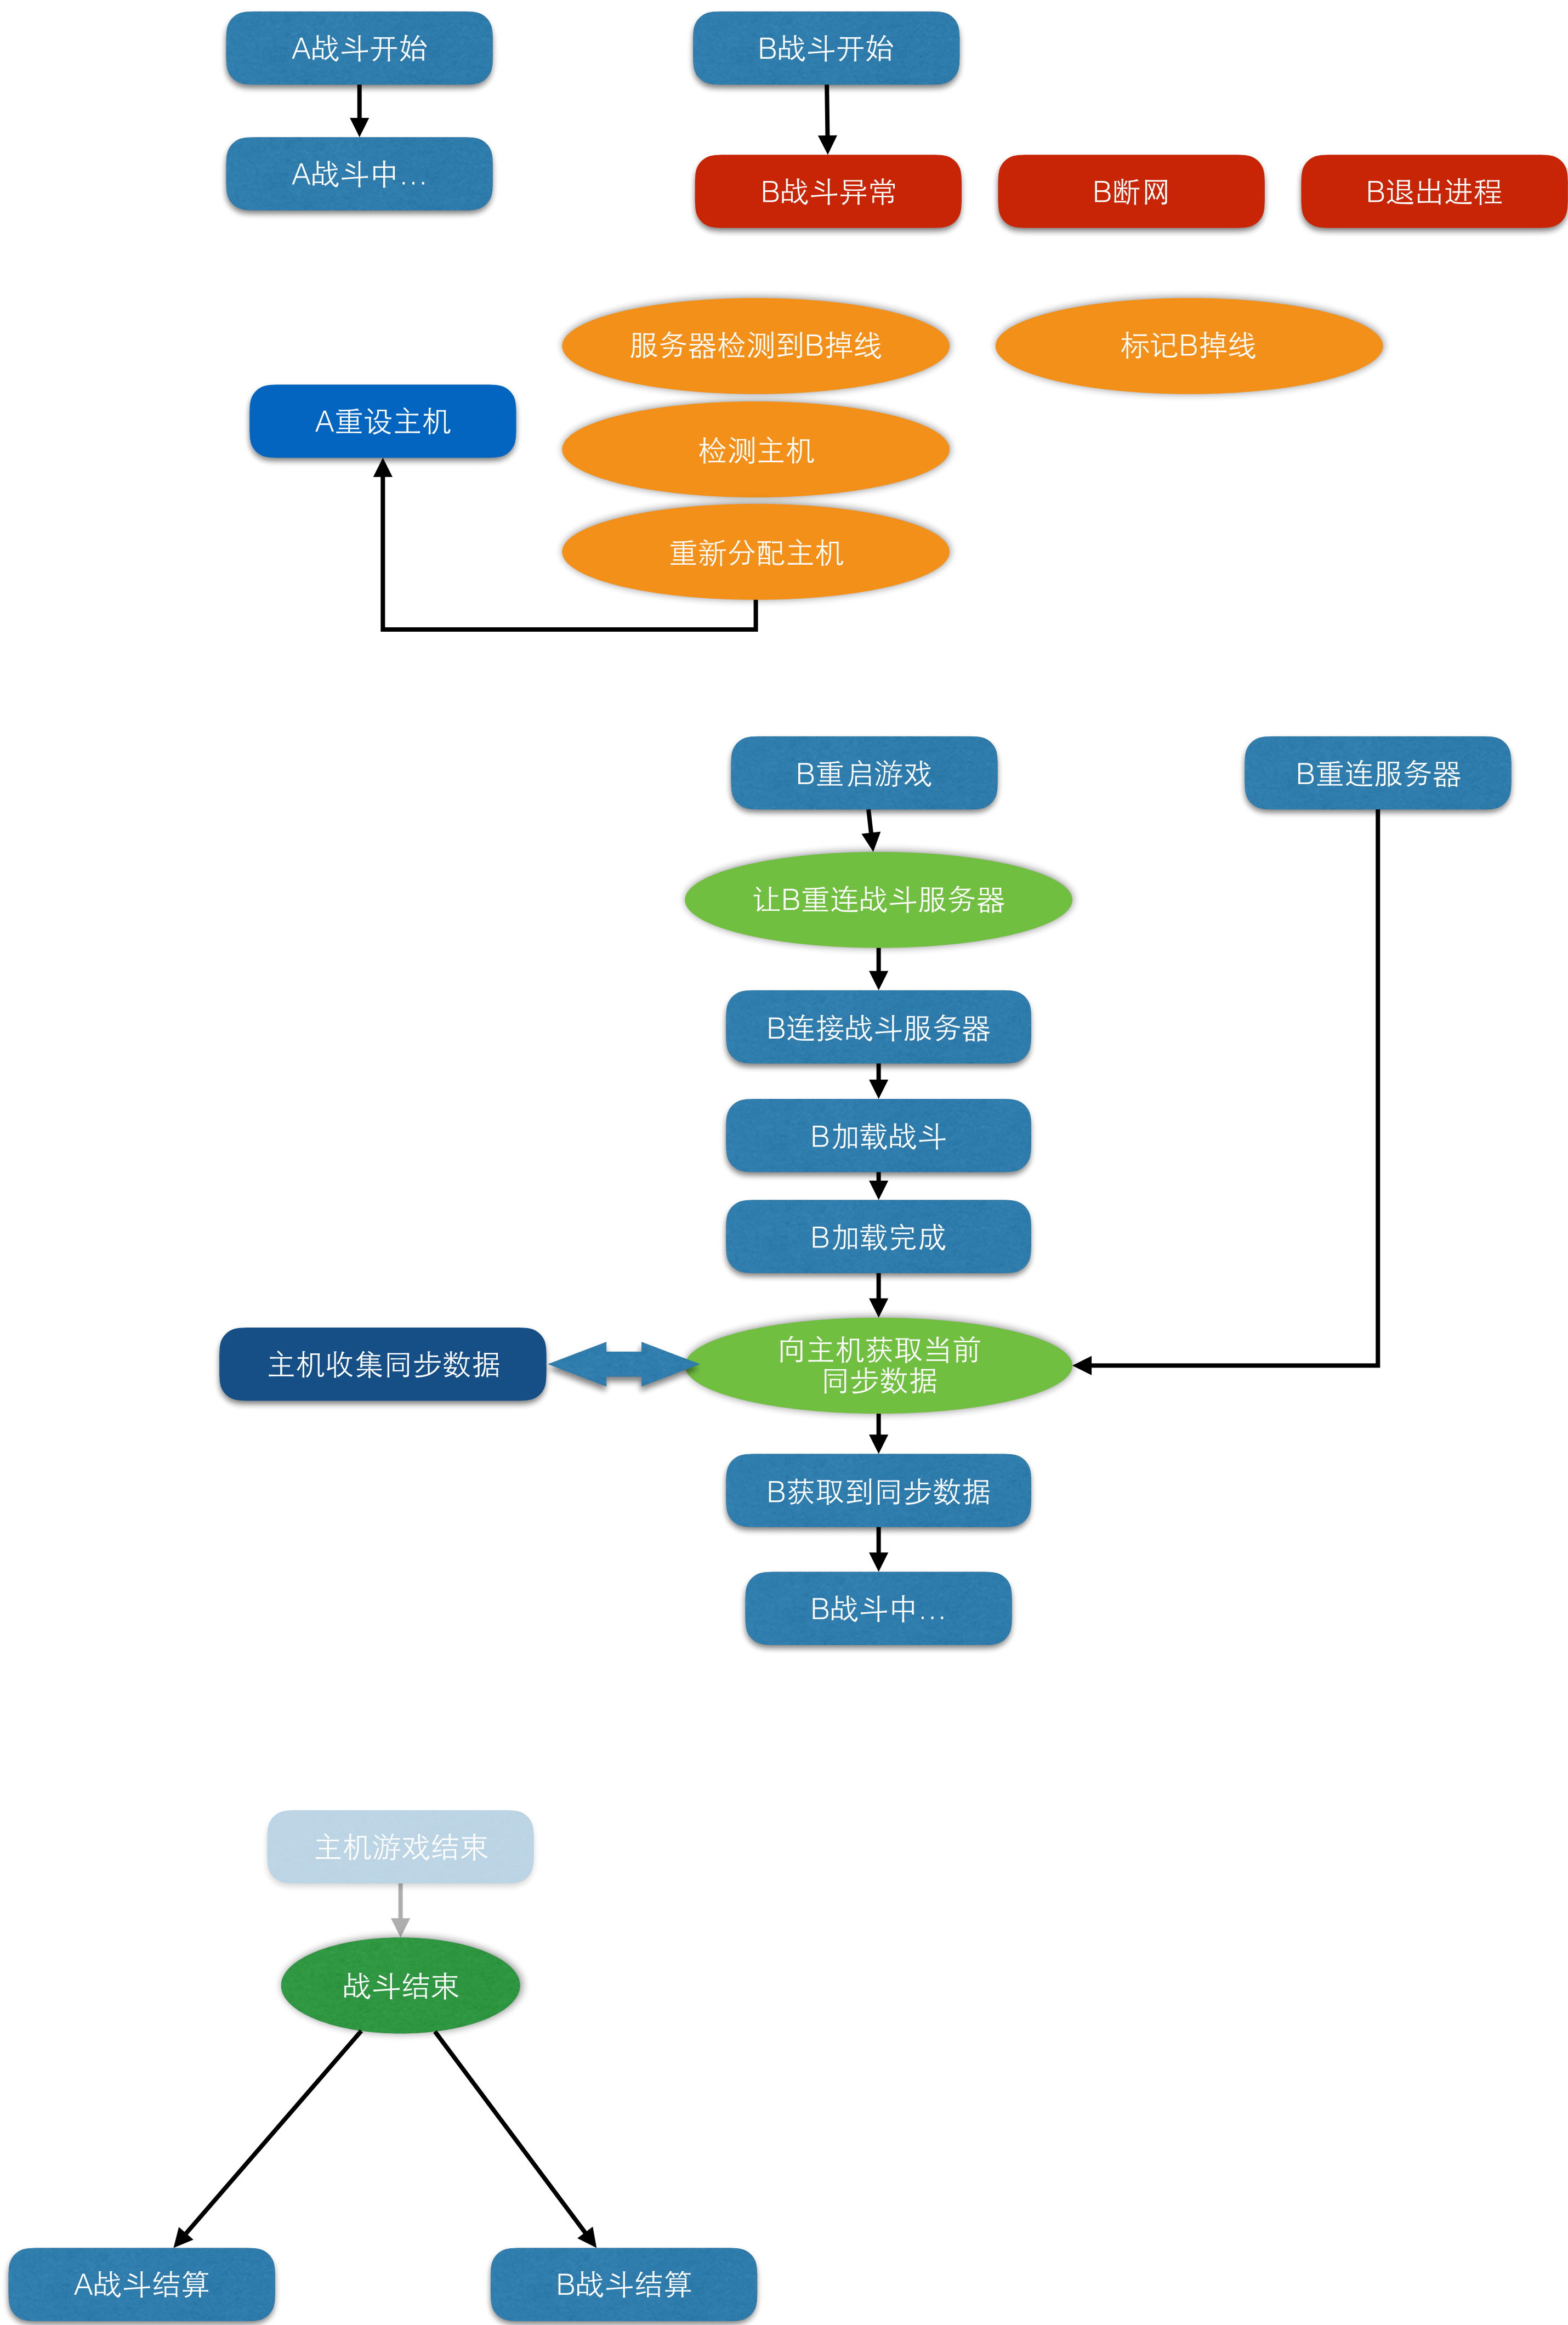 A战斗开始
B战斗开始
A战斗中...
B战斗异常
B断网
B退出进程
服务器检测到B掉线
标记B掉线
A重设主机
检测主机
重新分配主机
B重启游戏
B重连服务器
让B重连战斗服务器
B连接战斗服务器
B加载战斗
B加载完成
主机收集同步数据
向主机获取当前
同步数据
B获取到同步数据
B战斗中...
主机游戏结束
战斗结束
A战斗结算
B战斗结算